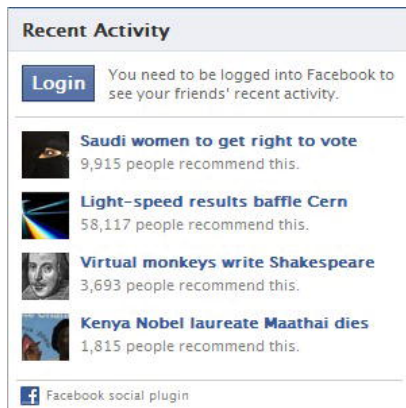 Recent Activity
Login
You need to be logged into Facebook to
see your friends' recent activity.
Saudi women to get right to vote
9,915 people recommend this.
Light-speed results baffle Cern
58,117 people recommend this.
Virtual monkeys write Shakespeare
3,693 people recommend this.
Kenya Nobel laureate Maathai dies
1,815 people recommend this.
Facebook social plugin